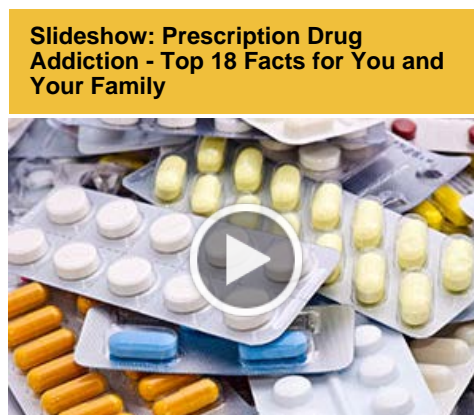 Slideshow: Prescription Drug
Addiction - Top 18 Facts for You and
Your Family